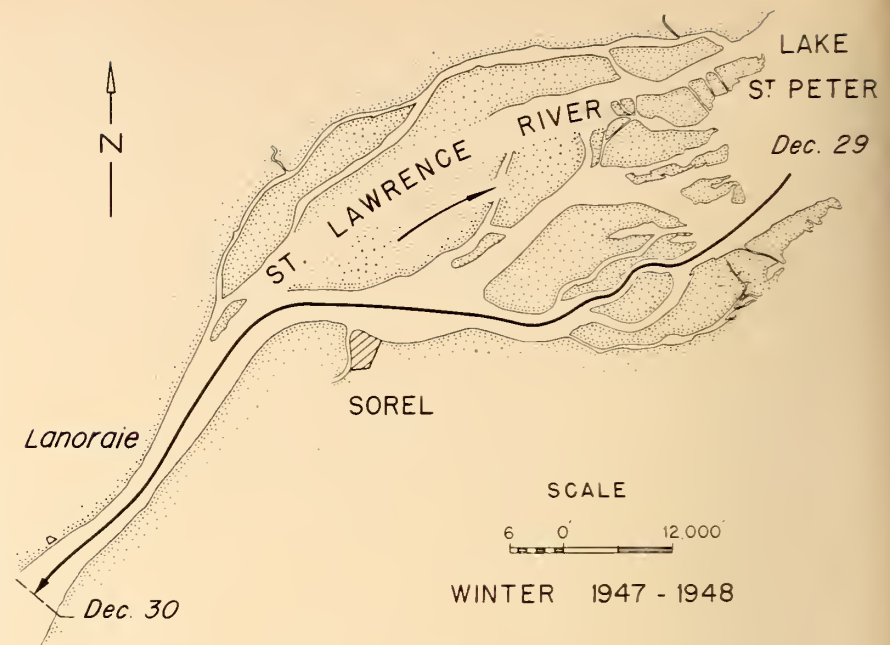 LAKE
ST PETER
Dec. 29
N
ST. LAWRENCE RIVER
SOREL
Lanoraie
SCALE
6 0' 12,000'
WINTER 1947 - 1948
Dec. 30